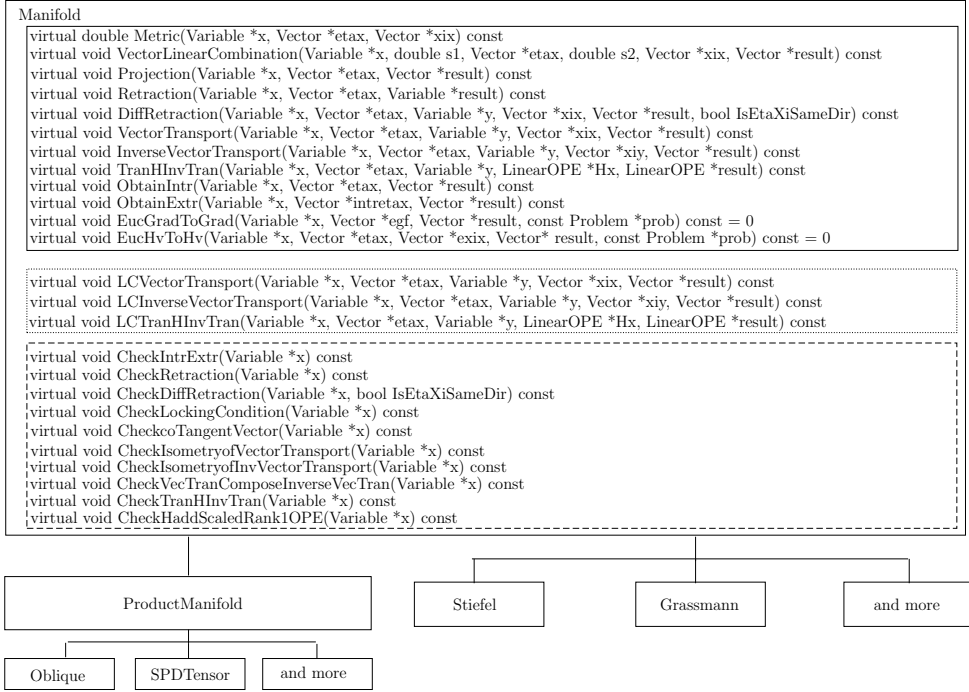 Manifold
virtual double Metric(Variable *x, Vector *etax, Vector *xix) const
virtual void VectorLinearCombination(Variable *x, double s1, Vector *etax, double s2, Vector *xix, Vector *result) const
virtual void Projection(Variable *x, Vector *etax, Vector *result) const
virtual void Retraction(Variable *x, Vector *etax, Variable *result) const
virtual void DiffRetraction(Variable *x, Vector *etax, Variable *y, Vector *xix, Vector *result, bool IsEtaXiSameDir) const
virtual void VectorTransport(Variable *x, Vector *etax, Variable *y, Vector *xix, Vector *result) const
virtual void InverseVectorTransport(Variable *x, Vector *etax, Variable *y, Vector *xiy, Vector *result) const
virtual void TranHInvTran(Variable *x, Vector *etax, Variable *y, LinearOPE *Hx, LinearOPE *result) const
virtual void ObtainIntr(Variable *x, Vector *etax, Vector *result) const
virtual void ObtainExtr(Variable *x, Vector *intretax, Vector *result) const
virtual void EucGradToGrad(Variable *x, Vector *egf, Vector *result, const Problem *prob) const = 0
virtual void EucHvToHv(Variable *x, Vector *etax, Vector *exix, Vector* result, const Problem *prob) const = 0
virtual void LCVectorTransport(Variable *x, Vector *etax, Variable *y, Vector *xix, Vector *result) const
virtual void LCInverseVectorTransport(Variable *x, Vector *etax, Variable *y, Vector *xiy, Vector *result) const
virtual void LCTranHInvTran(Variable *x, Vector *etax, Variable *y, LinearOPE *Hx, LinearOPE *result) const
virtual void CheckIntrExtr(Variable *x) const
virtual void CheckRetraction(Variable *x) const
virtual void CheckDiffRetraction(Variable *x, bool IsEtaXiSameDir) const
virtual void CheckLockingCondition(Variable *x) const
virtual void CheckcoTangentVector(Variable *x) const
virtual void CheckIsometryofVectorTransport(Variable *x) const
virtual void CheckIsometryofInvVectorTransport(Variable *x) const
virtual void CheckVecTranComposeInverseVecTran(Variable *x) const
virtual void CheckTranHInvTran(Variable *x) const
virtual void CheckHaddScaledRank1OPE(Variable *x) const
ProductManifold
Stiefel
Grassmann
and more
Oblique
SPDTensor
and more